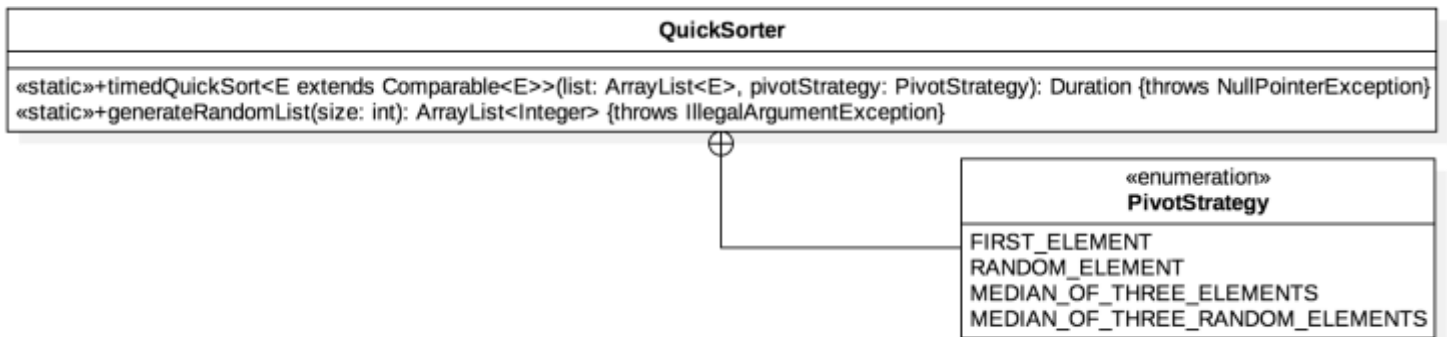 QuickSorter
«static»+timedQuickSort<E extends Comparable<E>>(list: ArrayList<E>, pivotStrategy: PivotStrategy): Duration {throws NullPointerException}
«static»+generateRandomList(size: int): ArrayList<Integer> {throws IllegalArgumentException}
«enumeration»
PivotStrategy
FIRST_ELEMENT
RANDOM_ELEMENT
MEDIAN_OF_THREE_ELEMENTS
MEDIAN_OF_THREE_RANDOM_ELEMENTS